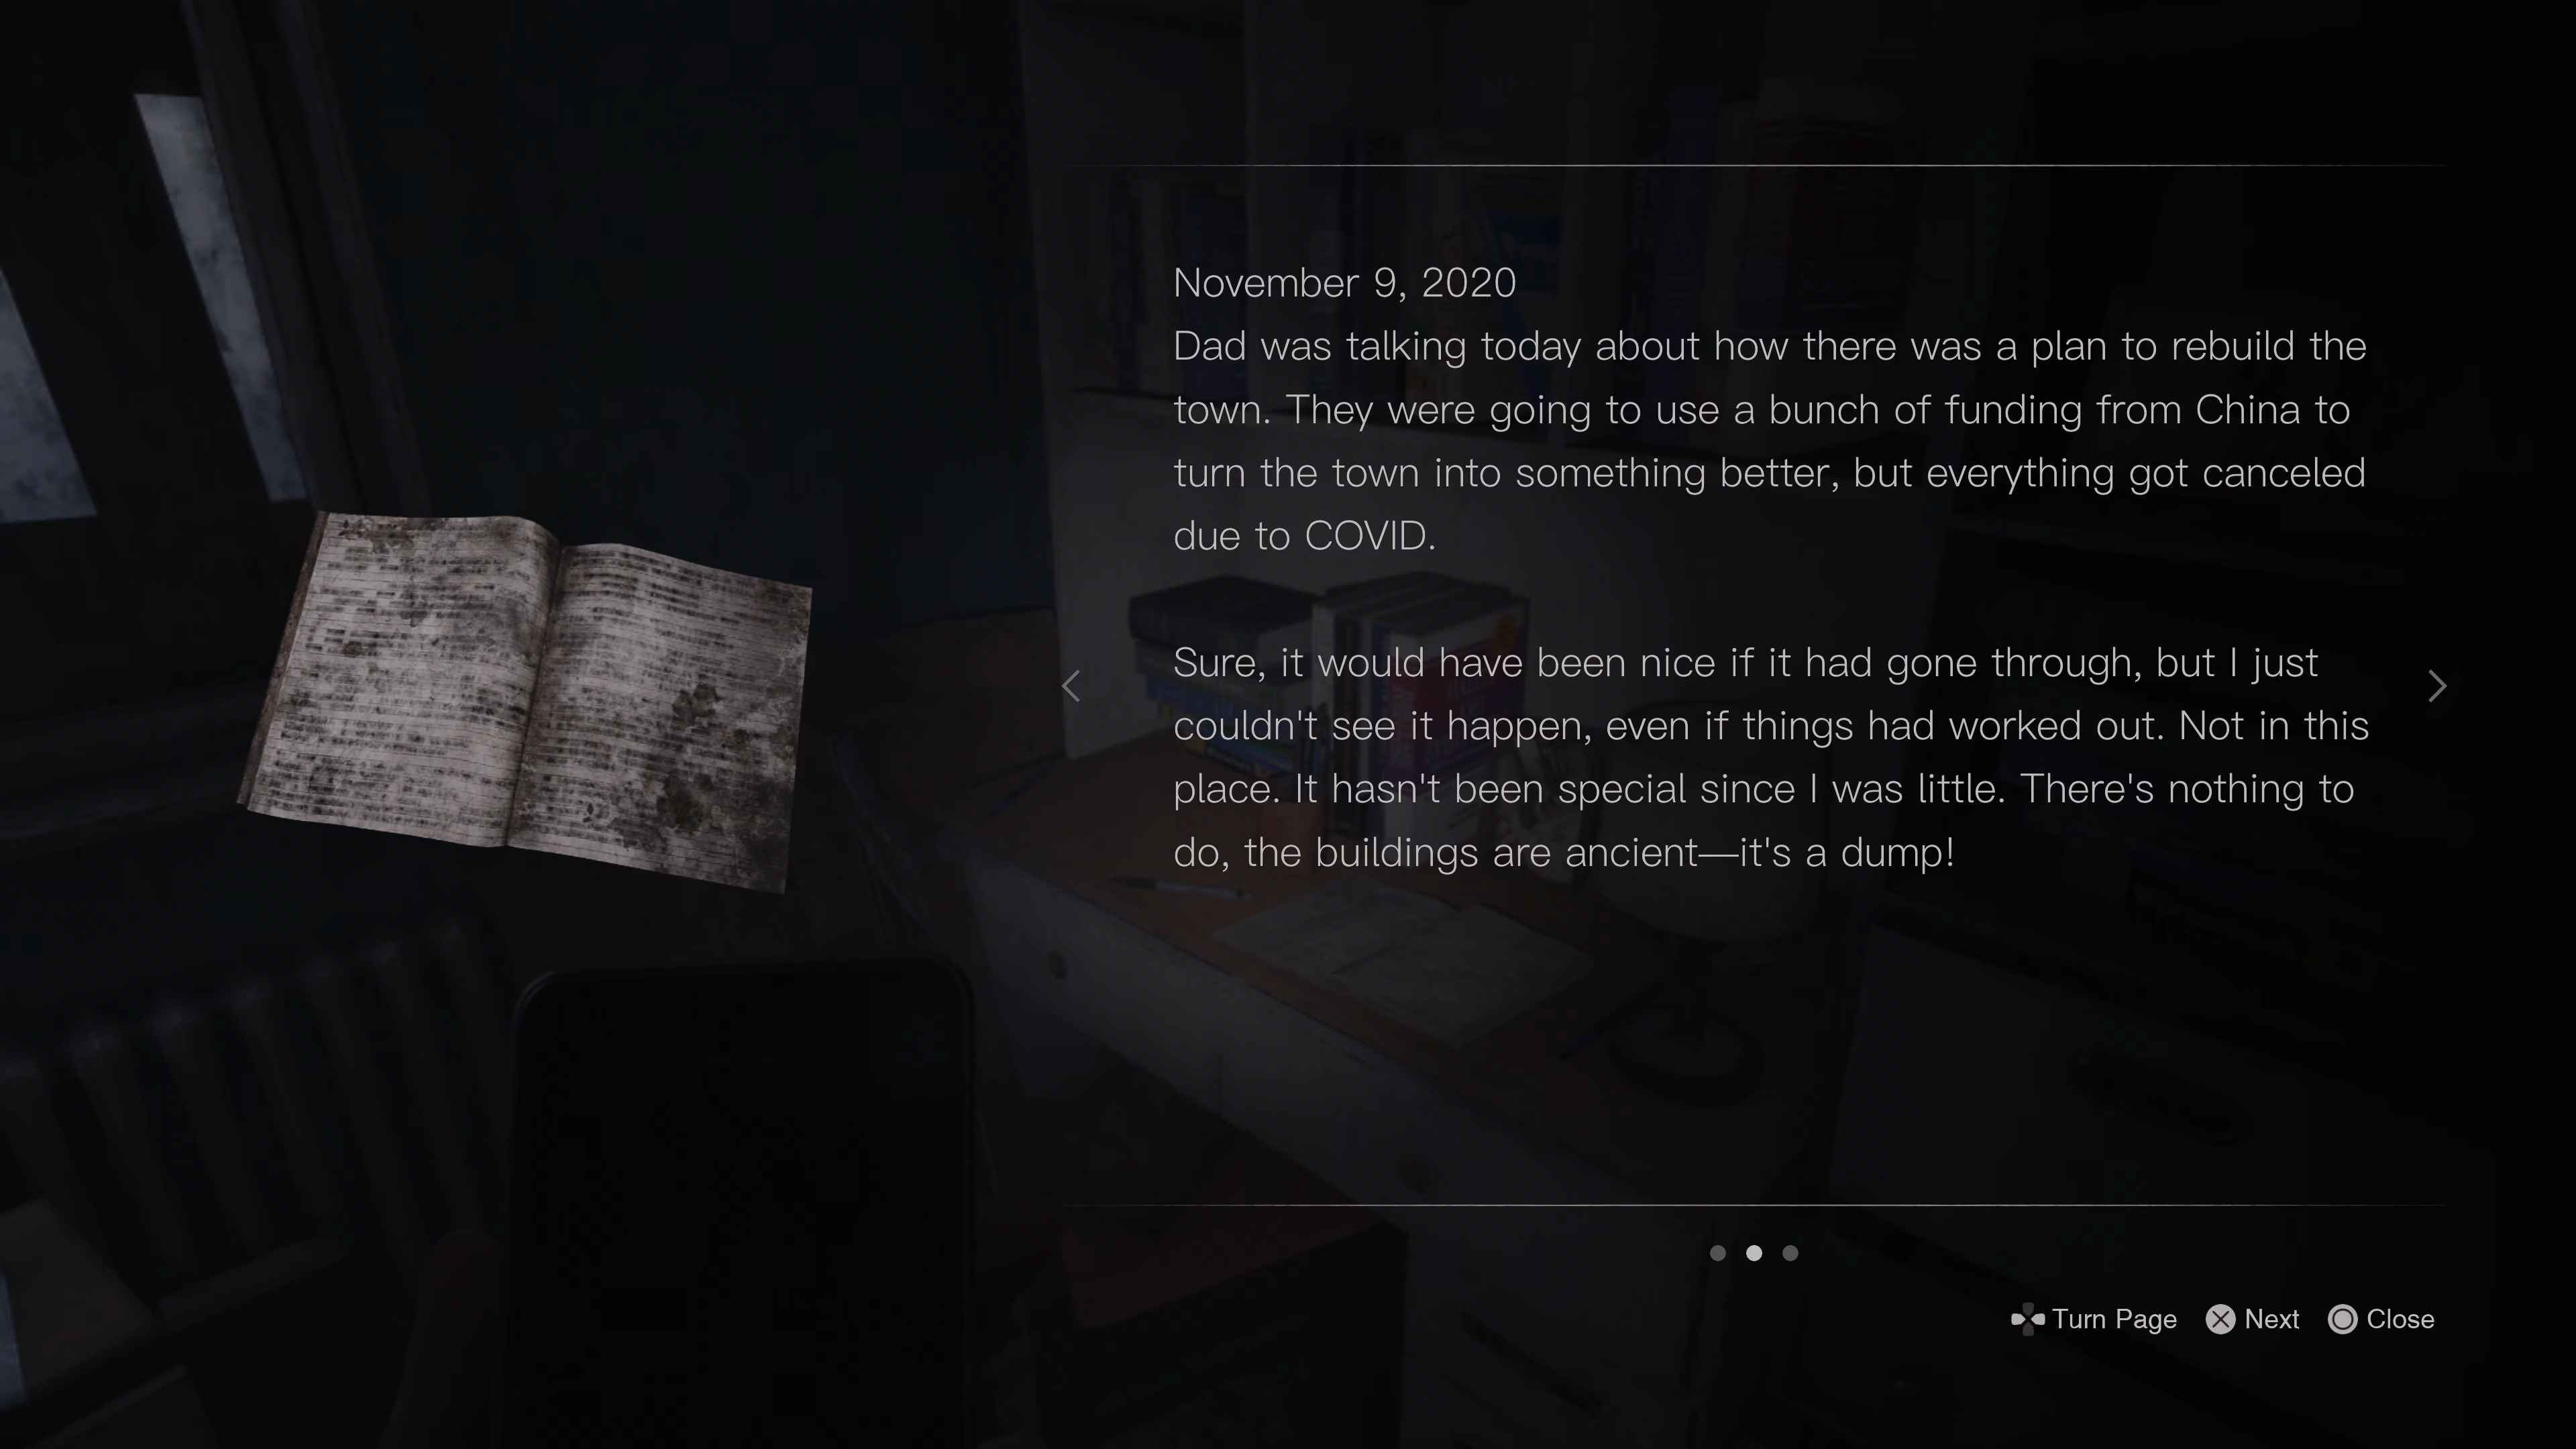 November 9, 2020
Dad was talking today about how there was a plan to rebuild the
town. They were going to use a bunch of funding from China to
turn the town into something better, but everything got canceled
due to COVID.
Sure, it would have been nice if it had gone through, but I just
couldn't see it happen, even if things had worked out. Not in this
place. It hasn't been special since I was little. There's nothing to
do, the buildings are ancient—it's a dump!
Turn Page Next Close